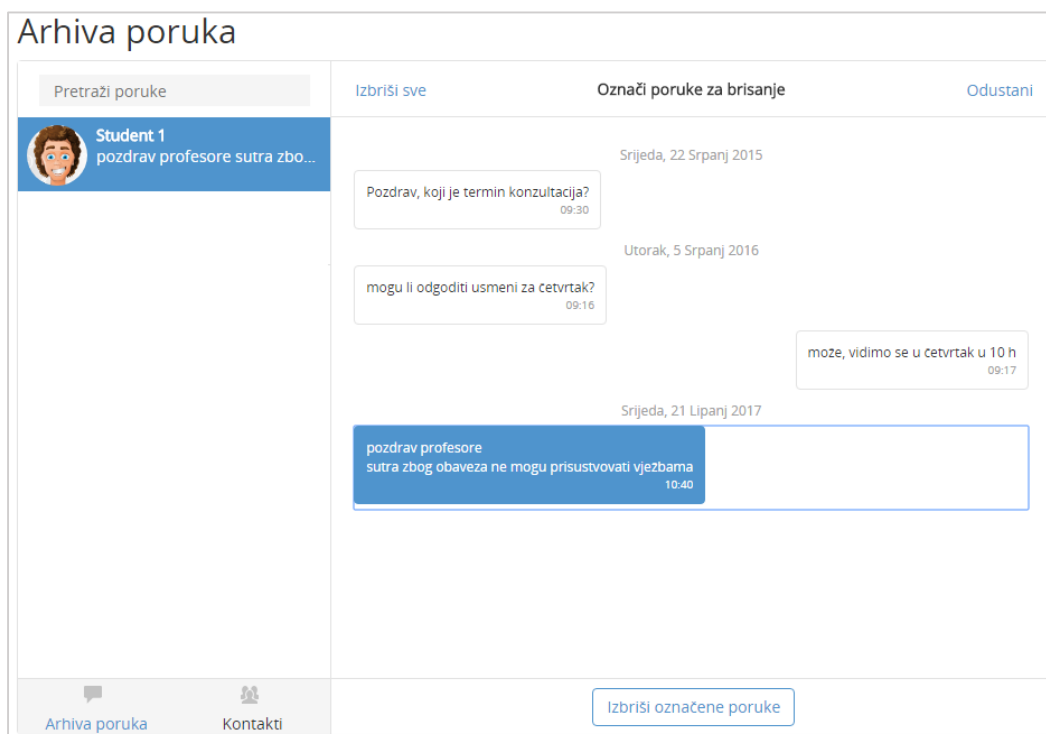 Arhiva poruka
Pretraži poruke
Student 1
pozdrav profesore sutra zbo...
Arhiva poruka
Kontakti
Izbriši sve
Označi poruke za brisanje
Odustani
Srijeda, 22 Srpanj 2015
Pozdrav, koji je termin konzultacija?
09:30
Utorak, 5 Srpanj 2016
mogu li odgoditi usmeni za četvrtak?
09:16
može, vidimo se u četvrtak u 10 h
09:17
Srijeda, 21 Lipanj 2017
pozdrav profesore
sutra zbog obaveza ne mogu prisustvovati vježbama
10:40
Izbriši označene poruke